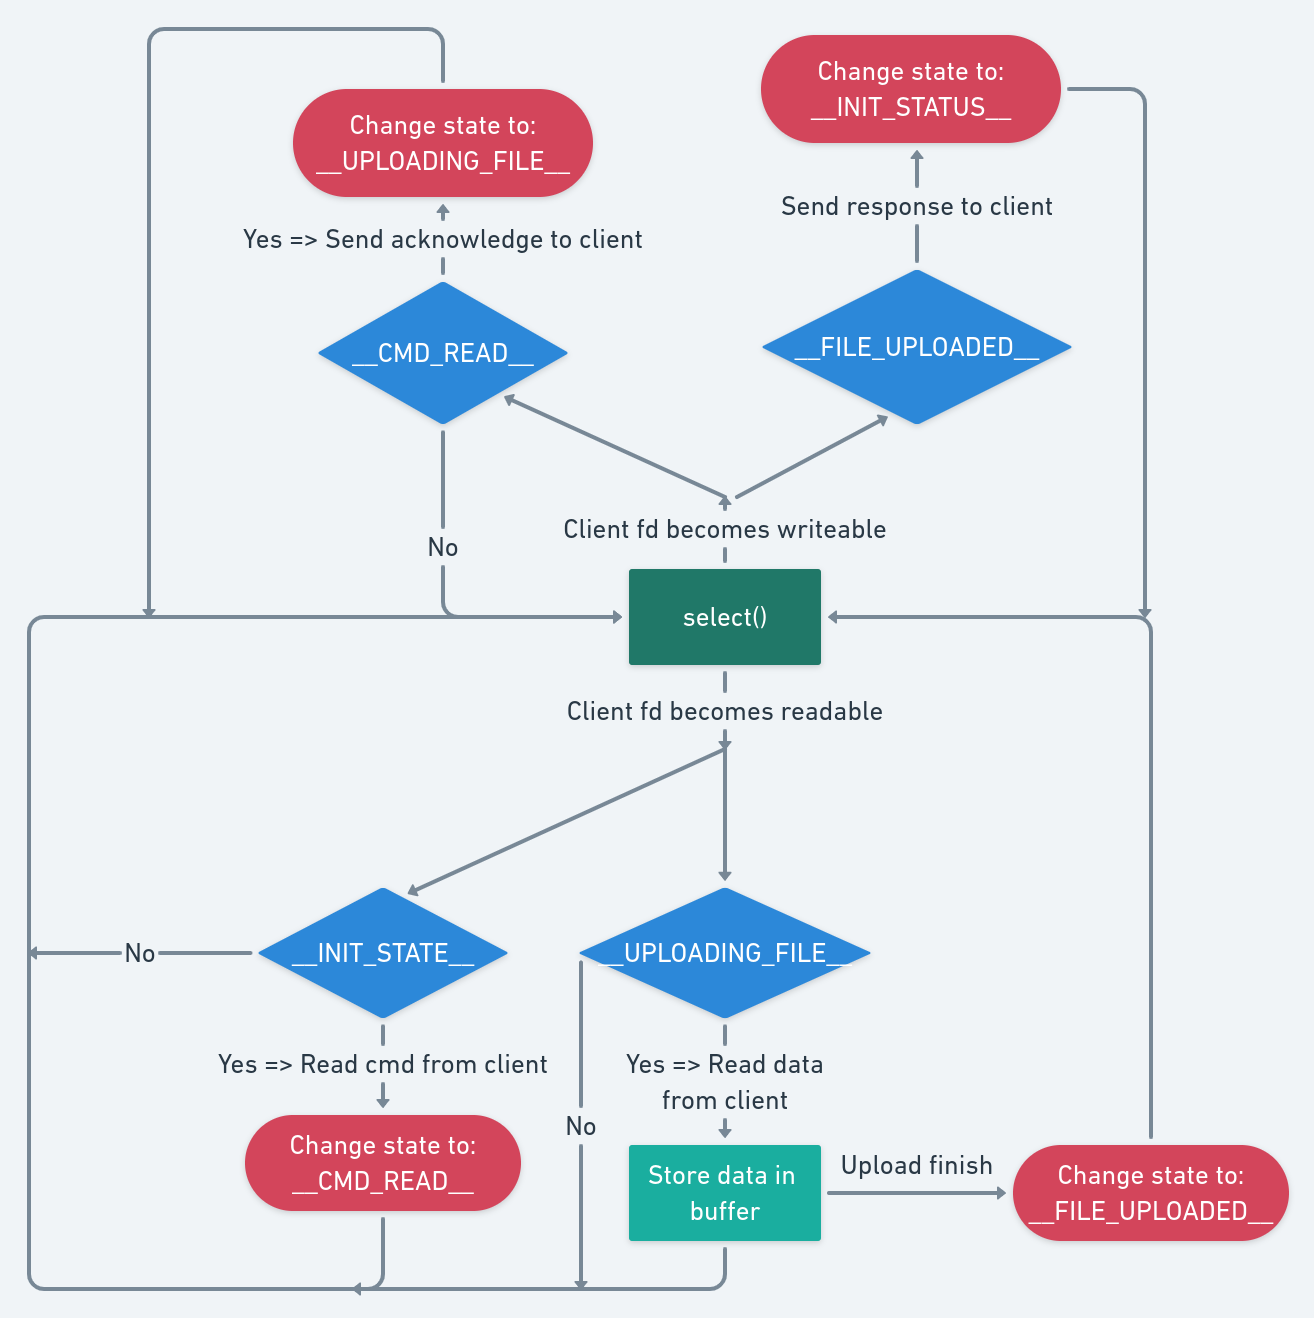 Change state to:
__UPLOADING_FILE__
Change state to:
__INIT_STATUS__
Yes => Send acknowledge to client
Send response to client
__CMD_READ__
__FILE_UPLOADED__
No
Client fd becomes writeable
select()
Client fd becomes readable
No
__INIT_STATE__
__UPLOADING_FILE__
Yes => Read cmd from client
Yes => Read data
from client
No
Change state to:
__CMD_READ__
Store data in
buffer
Upload finish
Change state to:
__FILE_UPLOADED__